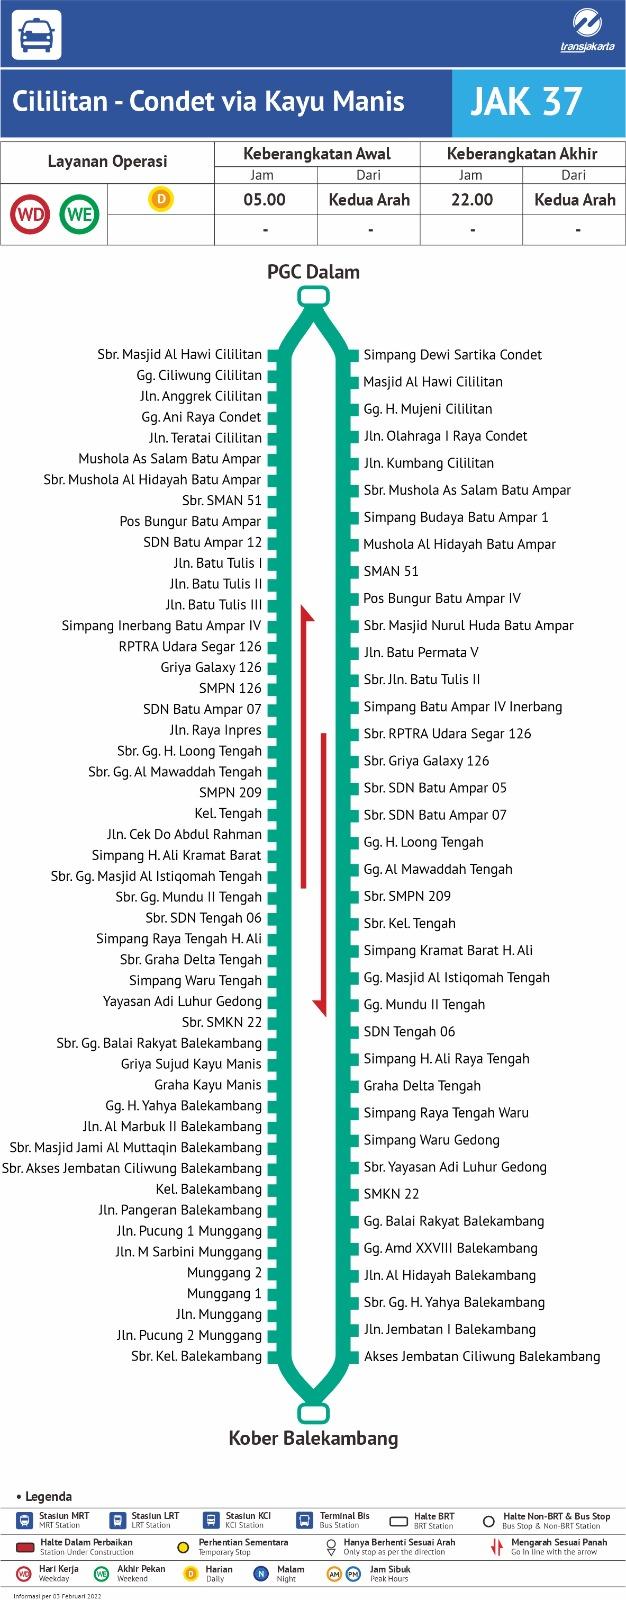 transjakarta
Cililitan - Condet via Kayu Manis
JAK 37
Layanan Operasi
Keberangkatan Awal
Keberangkatan Akhir
Jam
Dari
Jam
Dari
WD
WE
D
05.00
Kedua Arah
22.00
Kedua Arah
-
-
-
-
PGC Dalam
Sbr. Masjid Al Hawi Cililitan
Gg. Ciliwung Cililitan
Jln. Anggrek Cililitan
Gg. Ani Raya Condet
Jln. Teratai Cililitan
Mushola As Salam Batu Ampar
Sbr. Mushola Al Hidayah Batu Ampar
Sbr. SMAN 51
Pos Bungur Batu Ampar
SDN Batu Ampar 12
Jln. Batu Tulis I
Jln. Batu Tulis II
Jln. Batu Tulis III
Simpang Inerbang Batu Ampar IV
RPTRA Udara Segar 126
Griya Galaxy 126
SMPN 126
SDN Batu Ampar 07
Jln. Raya Inpres
Sbr. Gg. H. Loong Tengah
Sbr. Gg. Al Mawaddah Tengah
SMPN 209
Kel. Tengah
Jln. Cek Do Abdul Rahman
Simpang H. Ali Kramat Barat
Sbr. Gg. Masjid Al Istiqomah Tengah
Sbr. Gg. Mundu II Tengah
Sbr. SDN Tengah 06
Simpang Raya Tengah H. Ali
Sbr. Graha Delta Tengah
Simpang Waru Tengah
Yayasan Adi Luhur Gedong
Sbr. SMKN 22
Sbr. Gg. Balai Rakyat Balekambang
Griya Sujud Kayu Manis
Graha Kayu Manis
Gg. H. Yahya Balekambang
Jln. Al Marbuk II Balekambang
Sbr. Masjid Jami Al Muttaqin Balekambang
Sbr. Akses Jembatan Ciliwung Balekambang
Kel. Balekambang
Jln. Pangeran Balekambang
Jln. Pucung 1 Munggang
Jln. M Sarbini Munggang
Munggang 2
Munggang 1
Jln. Munggang
Jln. Pucung 2 Munggang
Sbr. Kel. Balekambang
Simpang Dewi Sartika Condet
Masjid Al Hawi Cililitan
Gg. H. Mujeni Cililitan
Jln. Olahraga I Raya Condet
Jln. Kumbang Cililitan
Sbr. Mushola As Salam Batu Ampar
Simpang Budaya Batu Ampar 1
Mushola Al Hidayah Batu Ampar
SMAN 51
Pos Bungur Batu Ampar IV
Sbr. Masjid Nurul Huda Batu Ampar
Jln. Batu Permata V
Sbr. Jln. Batu Tulis II
Simpang Batu Ampar IV Inerbang
Sbr. RPTRA Udara Segar 126
Sbr. Griya Galaxy 126
Sbr. SDN Batu Ampar 05
Sbr. SDN Batu Ampar 07
Gg. H. Loong Tengah
Gg. Al Mawaddah Tengah
Sbr. SMPN 209
Sbr. Kel. Tengah
Simpang Kramat Barat H. Ali
Gg. Masjid Al Istiqomah Tengah
Gg. Mundu II Tengah
SDN Tengah 06
Simpang H. Ali Raya Tengah
Graha Delta Tengah
Simpang Raya Tengah Waru
Simpang Waru Gedong
Sbr. Yayasan Adi Luhur Gedong
SMKN 22
Gg. Balai Rakyat Balekambang
Gg. Amd XXVIII Balekambang
Jln. Al Hidayah Balekambang
Sbr. Gg. H. Yahya Balekambang
Jln. Jembatan I Balekambang
Akses Jembatan Ciliwung Balekambang
Kober Balekambang
• Legenda
Stasiun MRT
MRT Station
Stasiun LRT
LRT Station
Stasiun KCI
KCI Station
Terminal Bis
Bus Station
Halte BRT
BRT Station
Halte Non-BRT & Bus Stop
Bus Stop & Non-BRT Station
Halte Dalam Perbaikan
Station Under Construction
Perhentian Sementara
Temporary Stop
Hanya Berhenti Sesuai Arah
Only stop as per the direction
Mengarah Sesuai Panah
Go in line with the arrow
WD
Hari Kerja
Weekday
WE
Akhir Pekan
Weekend
D
Harian
Daily
N
Malam
Night
AM
PM
Jam Sibuk
Peak Hours
Informasi per 03 Februari 2022